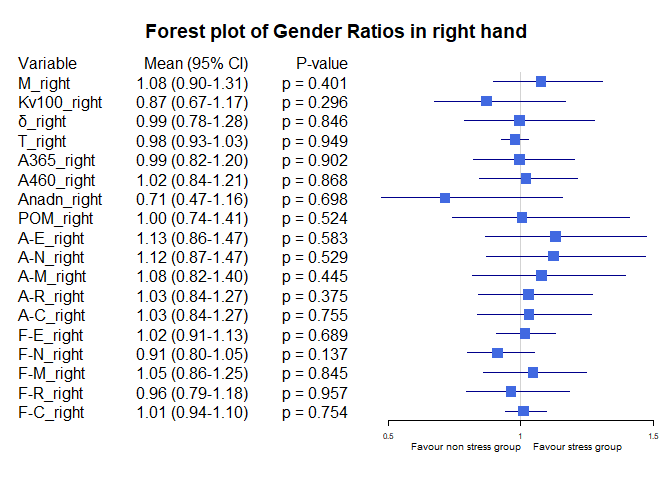 Forest plot of Gender Ratios in right hand
Variable Mean (95% CI) P-value
M_right 1.08 (0.90-1.31) p = 0.401
Kv100_right 0.87 (0.67-1.17) p = 0.296
δ_right 0.99 (0.78-1.28) p = 0.846
T_right 0.98 (0.93-1.03) p = 0.949
A365_right 0.99 (0.82-1.20) p = 0.902
A460_right 1.02 (0.84-1.21) p = 0.868
Anadn_right 0.71 (0.47-1.16) p = 0.698
POM_right 1.00 (0.74-1.41) p = 0.524
A-E_right 1.13 (0.86-1.47) p = 0.583
A-N_right 1.12 (0.87-1.47) p = 0.529
A-M_right 1.08 (0.82-1.40) p = 0.445
A-R_right 1.03 (0.84-1.27) p = 0.375
A-C_right 1.03 (0.84-1.27) p = 0.755
F-E_right 1.02 (0.91-1.13) p = 0.689
F-N_right 0.91 (0.80-1.05) p = 0.137
F-M_right 1.05 (0.86-1.25) p = 0.845
F-R_right 0.96 (0.79-1.18) p = 0.957
F-C_right 1.01 (0.94-1.10) p = 0.754
0.5 1 1.5
Favour non stress group Favour stress group